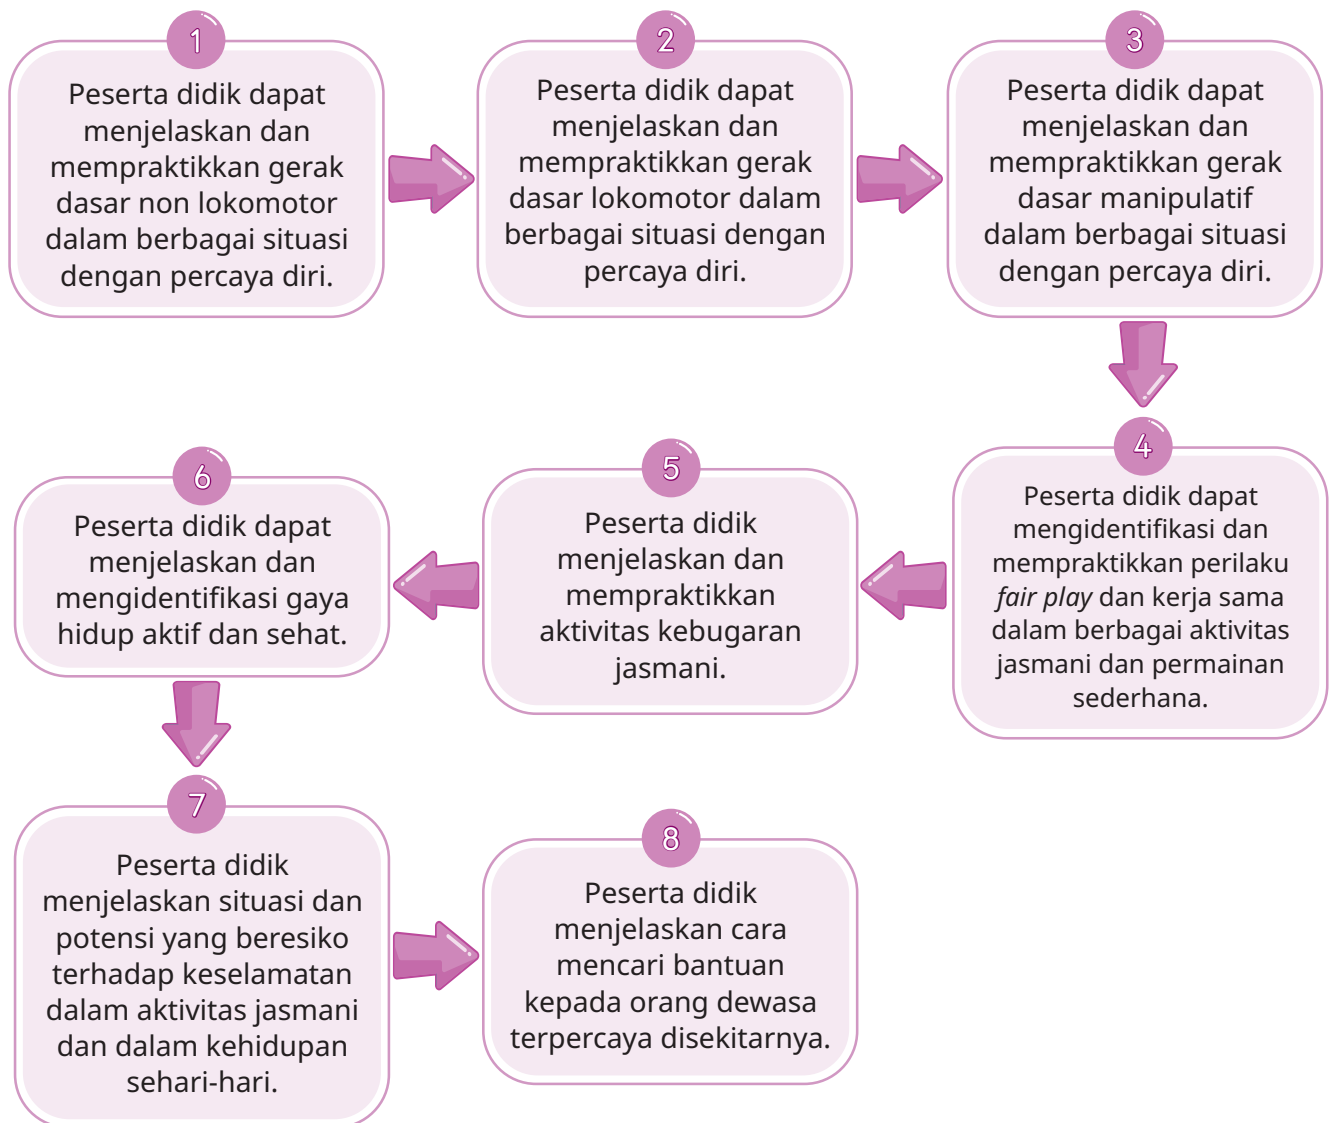 1
Peserta didik dapat
menjelaskan dan
mempraktikkan gerak
dasar non lokomotor
dalam berbagai situasi
dengan percaya diri.
2
Peserta didik dapat
menjelaskan dan
mempraktikkan gerak
dasar lokomotor dalam
berbagai situasi dengan
percaya diri.
3
Peserta didik dapat
menjelaskan dan
mempraktikkan gerak
dasar manipulatif
dalam berbagai situasi
dengan percaya diri.
4
Peserta didik dapat
mengidentifikasi dan
mempraktikkan perilaku
fair play dan kerja sama
dalam berbagai aktivitas
jasmani dan permainan
sederhana.
5
Peserta didik
menjelaskan dan
mempraktikkan
aktivitas kebugaran
jasmani.
6
Peserta didik dapat
menjelaskan dan
mengidentifikasi gaya
hidup aktif dan sehat.
7
Peserta didik
menjelaskan situasi dan
potensi yang beresiko
terhadap keselamatan
dalam aktivitas jasmani
dan dalam kehidupan
sehari-hari.
8
Peserta didik
menjelaskan cara
mencari bantuan
kepada orang dewasa
terpercaya disekitarnya.